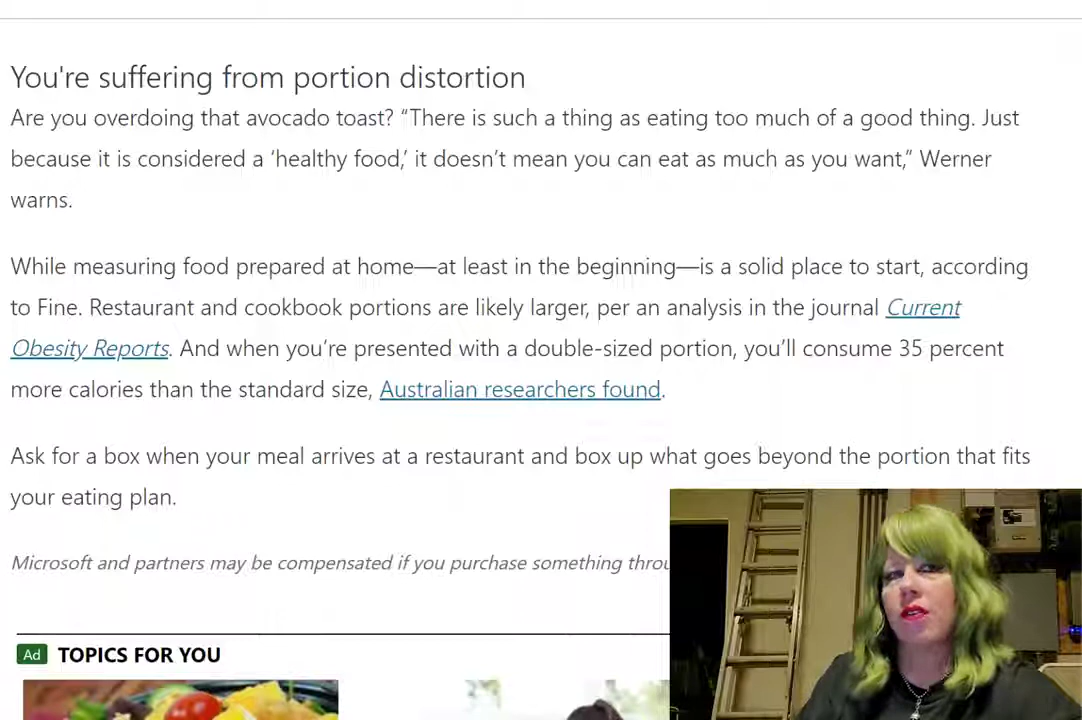 You're suffering from portion distortion
Are you overdoing that avocado toast? “There is such a thing as eating too much of a good thing. Just
because it is considered a ‘healthy food,’ it doesn’t mean you can eat as much as you want,” Werner
warns.
While measuring food prepared at home—at least in the beginning—is a solid place to start, according
to Fine. Restaurant and cookbook portions are likely larger, per an analysis in the journal Current
Obesity Reports. And when you’re presented with a double-sized portion, you’ll consume 35 percent
more calories than the standard size, Australian researchers found.
Ask for a box when your meal arrives at a restaurant and box up what goes beyond the portion that fits
your eating plan.
Microsoft and partners may be compensated if you purchase something
Ad TOPICS FOR YOU